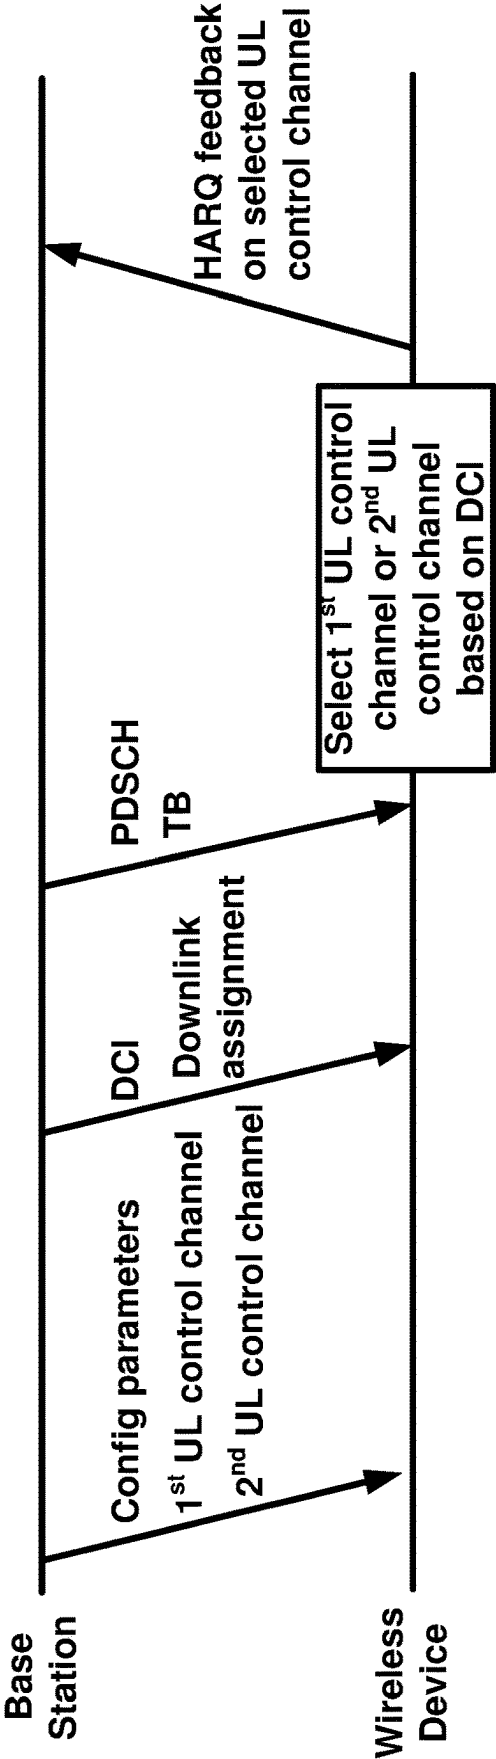 Base
Station
Wireless
Device
Config parameters
1st UL control channel
2nd UL control channel
DCI
Downlink
assignment
PDSCH
TB
Select 1st UL control
channel or 2nd UL
control channel
based on DCI
HARQ feedback
on selected UL
control channel